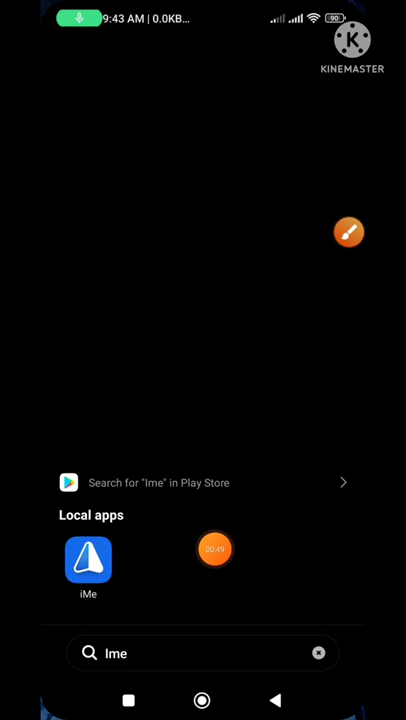 9:43 AM | 0.0KB...
90
KINEMASTER
Search for "Ime" in Play Store
Local apps
00:49
iMe
Ime